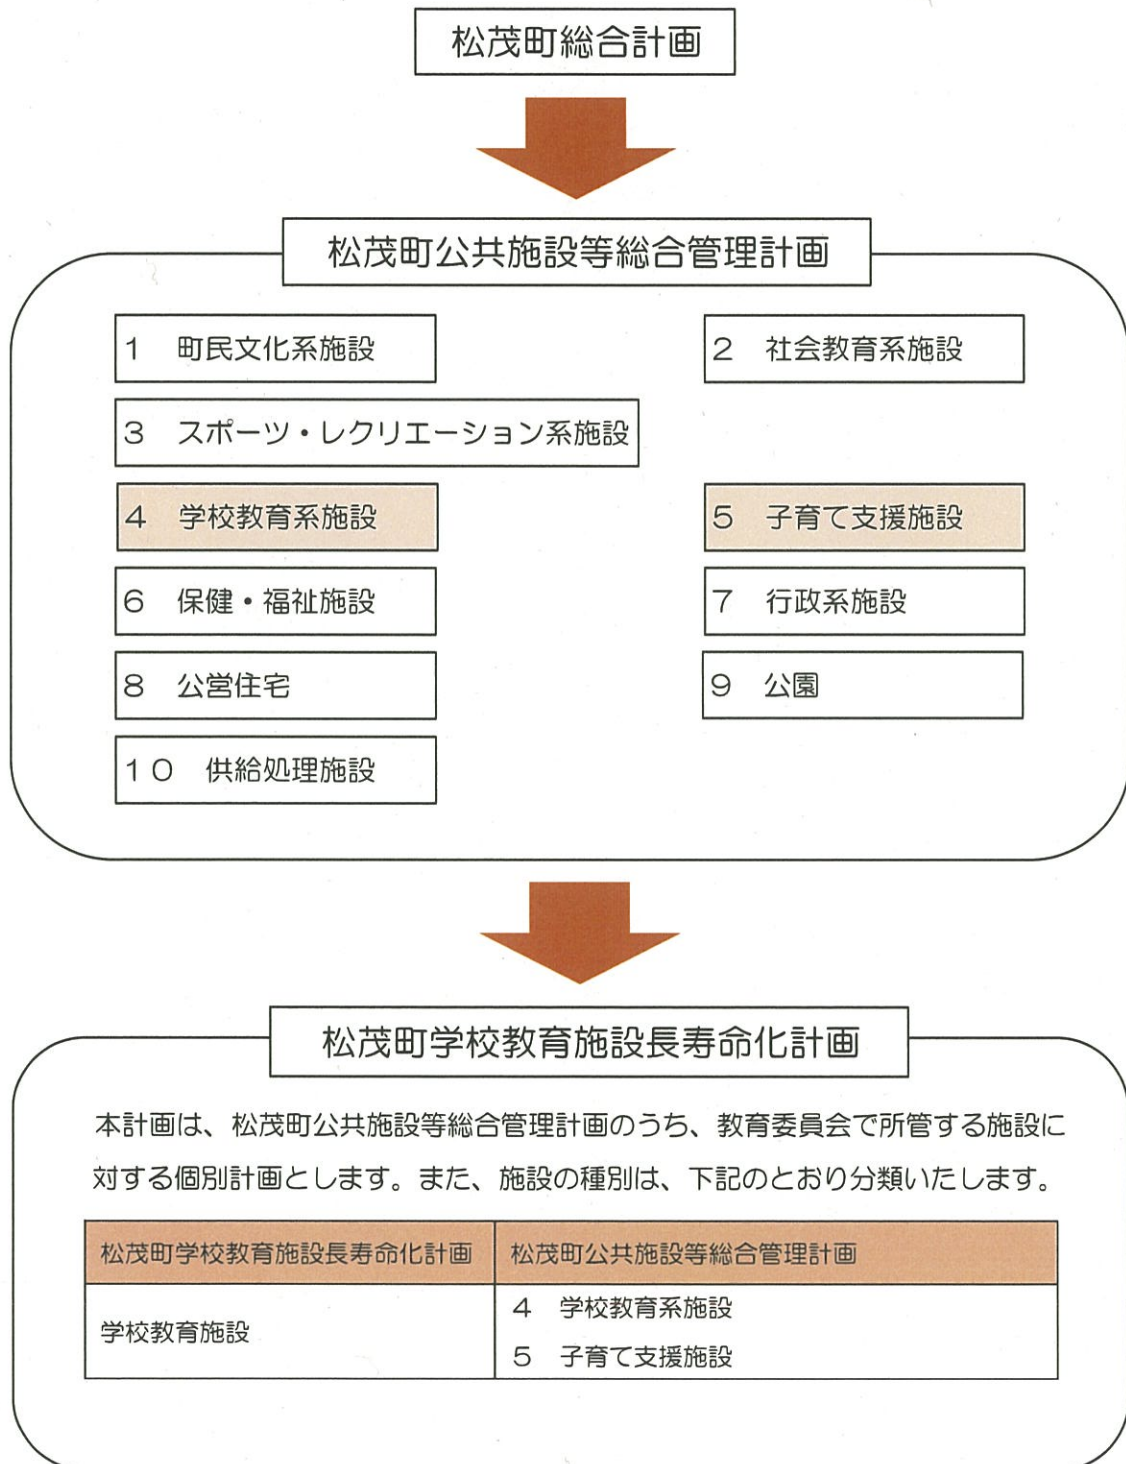 松茂町総合計画
松茂町公共施設等総合管理計画
1 町民文化系施設
2 社会教育系施設
3 スポーツ・レクリエーション系施設
4 学校教育系施設
5 子育て支援施設
6 保健・福祉施設
7 行政系施設
8 公営住宅
9 公園
10 供給処理施設
松茂町学校教育施設長寿命化計画
本計画は、松茂町公共施設等総合管理計画のうち、教育委員会で所管する施設に
対する個別計画とします。また、施設の種別は、下記のとおり分類いたします。
松茂町学校教育施設長寿命化計画 松茂町公共施設等総合管理計画
学校教育施設
4 学校教育系施設
5 子育て支援施設